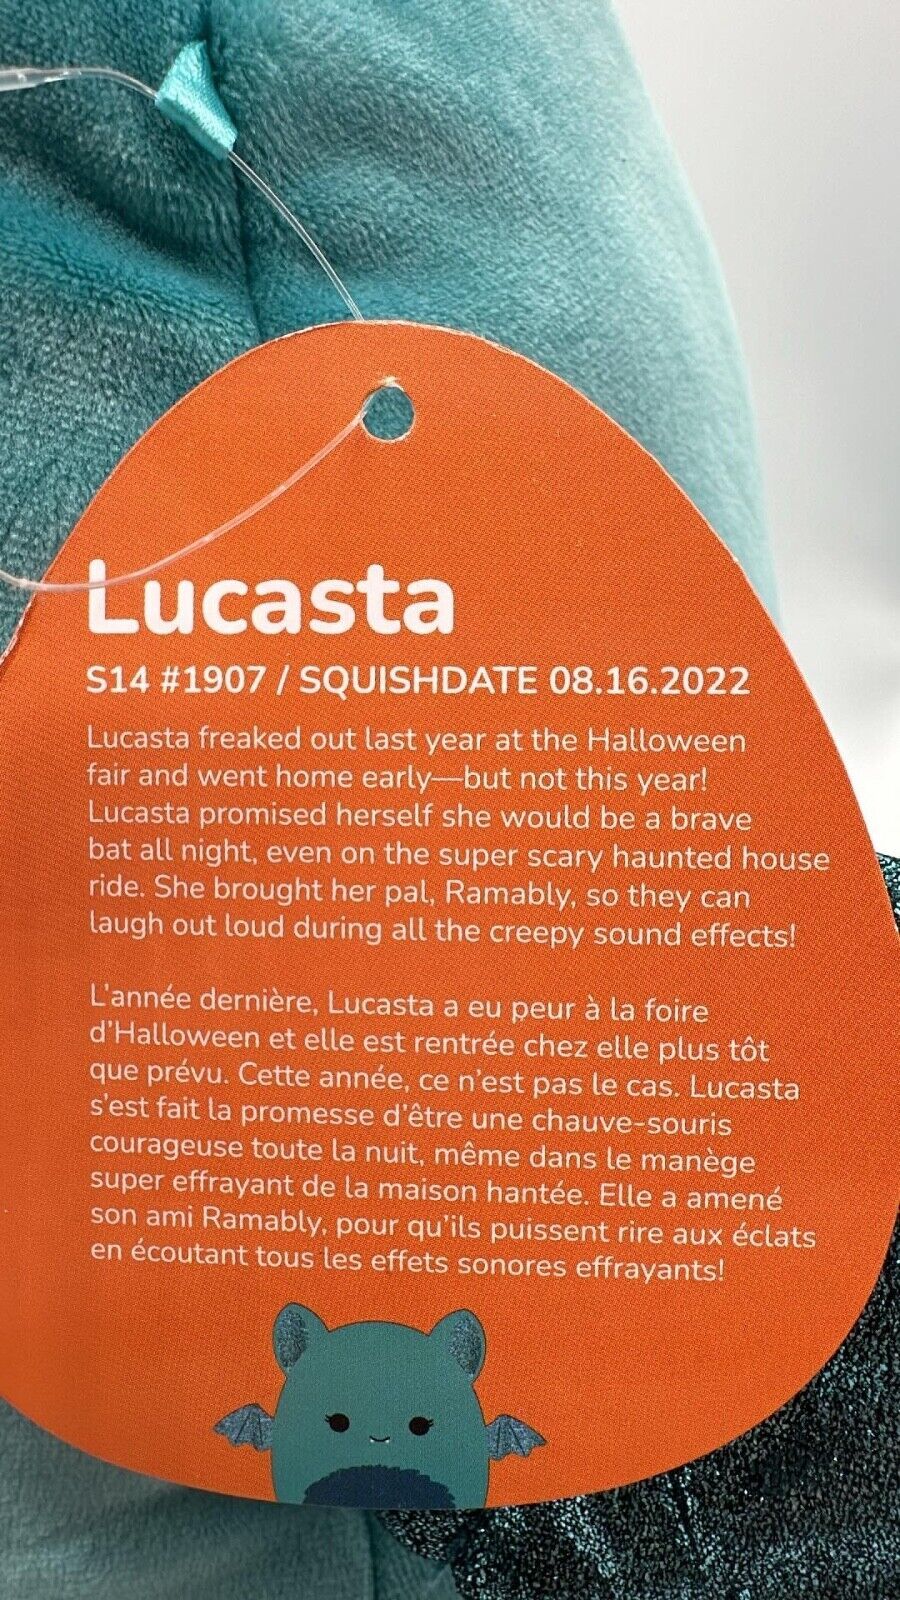 Lucasta
S14 #1907 / SQUISHDATE 08.16.2022
Lucasta freaked out last year at the Halloween
fair and went home early—but not this year!
Lucasta promised herself she would be a brave
bat all night, even on the super scary haunted house
ride. She brought her pal, Ramably, so they can
laugh out loud during all the creepy sound effects!
L'année dernière, Lucasta a eu peur à la foire
d'Halloween et elle est rentrée chez elle plus tôt
que prévu. Cette année, ce n'est pas le cas. Lucasta
s'est fait la promesse d'être une chauve-souris
courageuse toute la nuit, même dans le manège
super effrayant de la maison hantée. Elle a amené
son ami Ramably, pour qu'ils puissent rire aux éclats
en écoutant tous les effets sonores effrayants!